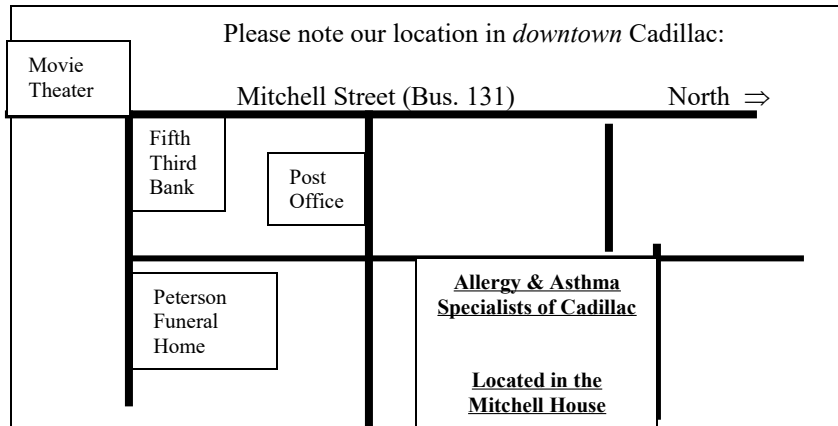 Please note our location in downtown Cadillac:
Movie
Theater
Mitchell Street (Bus. 131)
North ⇒
Fifth
Third
Bank
Post
Office
Peterson
Funeral
Home
Allergy & Asthma
Specialists of Cadillac
Located in the
Mitchell House